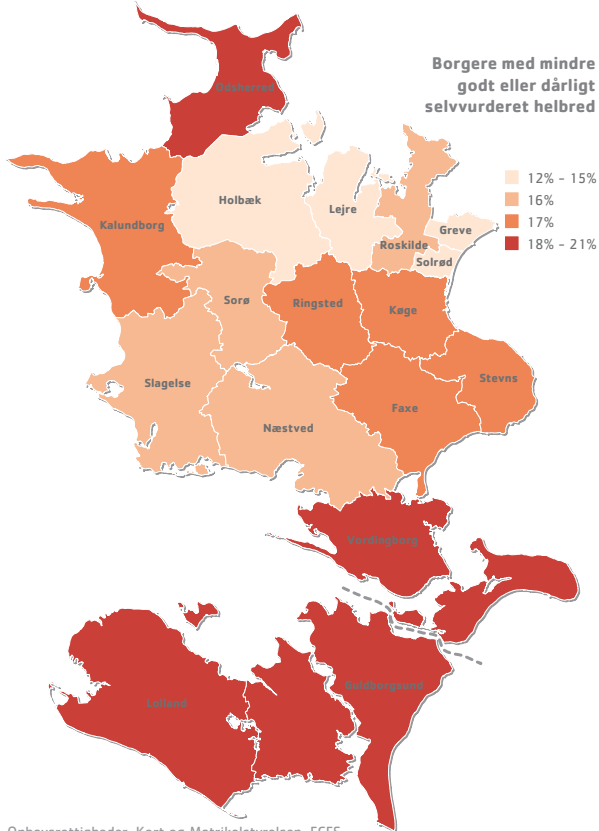 Borgere med mindre
godt eller dårligt
selvvurderet helbred
12% - 15%
16%
17%
18% - 21%
Odsherred
Holbæk
Lejre
Kalundborg
Greve
Roskilde
Solrød
Sorø
Ringsted
Køge
Slagelse
Stevns
Faxe
Næstved
Vordingborg
Guldborgsund
Lolland